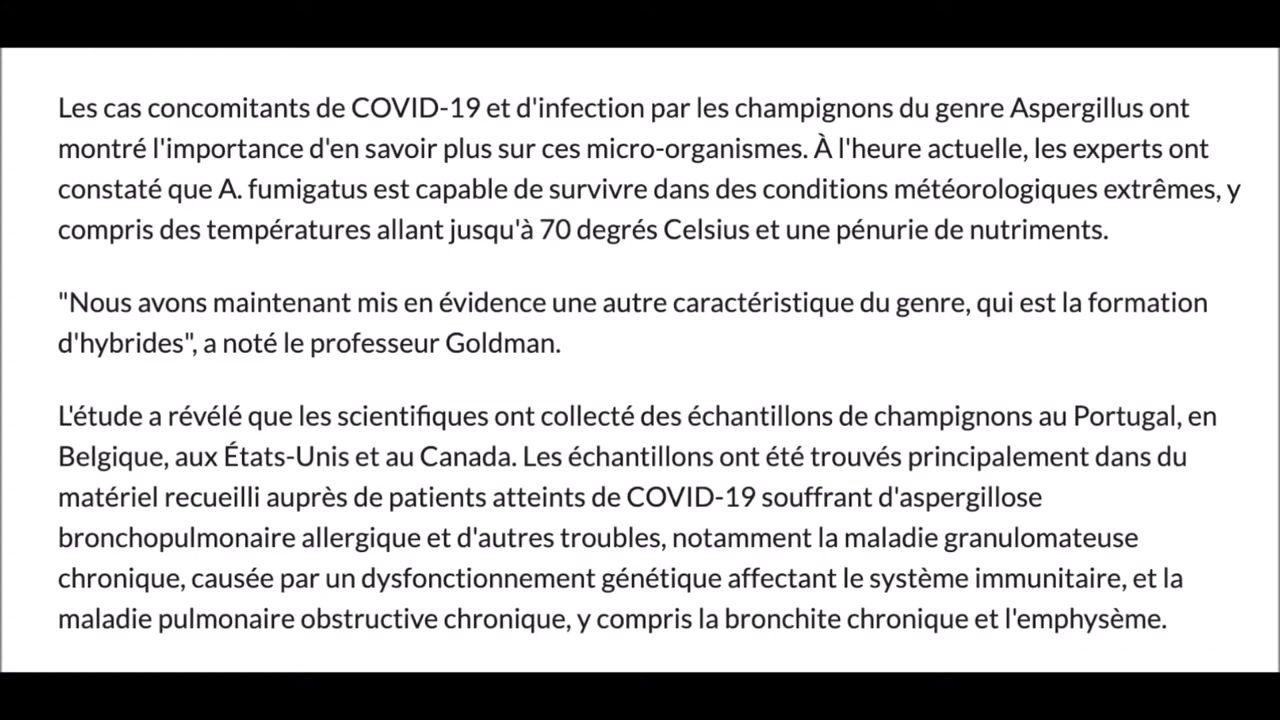 Les cas concomitants de COVID-19 et d'infection par les champignons du genre Aspergillus ont
montré l'importance d'en savoir plus sur ces micro-organismes. À l'heure actuelle, les experts ont
constaté que A. fumigatus est capable de survivre dans des conditions météorologiques extrêmes, y
compris des températures allant jusqu'à 70 degrés Celsius et une pénurie de nutriments.
"Nous avons maintenant mis en évidence une autre caractéristique du genre, qui est la formation
d'hybrides", a noté le professeur Goldman.
L'étude a révélé que les scientifiques ont collecté des échantillons de champignons au Portugal, en
Belgique, aux États-Unis et au Canada. Les échantillons ont été trouvés principalement dans du
matériel recueilli auprès de patients atteints de COVID-19 souffrant d'aspergillose
bronchopulmonaire allergique et d'autres troubles, notamment la maladie granulomateuse
chronique, causée par un dysfonctionnement génétique affectant le système immunitaire, et la
maladie pulmonaire obstructive chronique, y compris la bronchite chronique et l'emphysème.